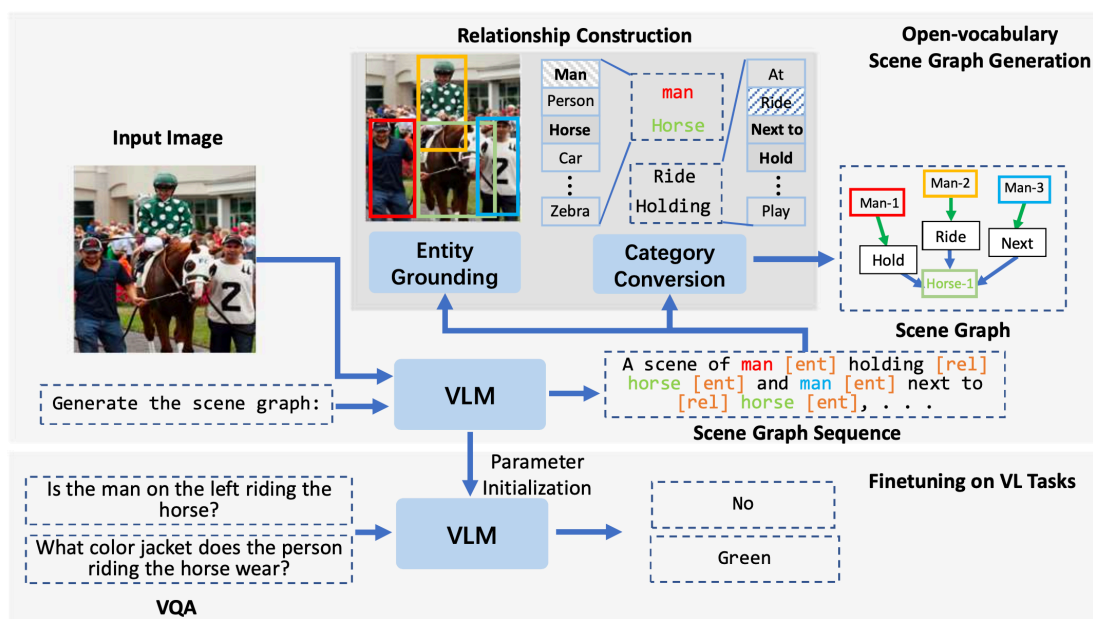 Relationship Construction
Open-vocabulary
Scene Graph Generation
Input Image
Man
Person
Horse
Car
Zebra
man
Horse
Ride
Holding
At
Ride
Next to
Hold
Play
2
2
Entity
Grounding
Category
Conversion
Man-1
Man-2
Man-3
Hold
Ride
Next
Horse-1
Scene Graph
Generate the scene graph:
VLM
A scene of man [ent] holding [rel]
horse [ent] and man [ent] next to
[rel] horse [ent], . . .
Scene Graph Sequence
Parameter
Initialization
Finetuning on VL Tasks
Is the man on the left riding the
horse?
What color jacket does the person
riding the horse wear?
VQA
VLM
No
Green